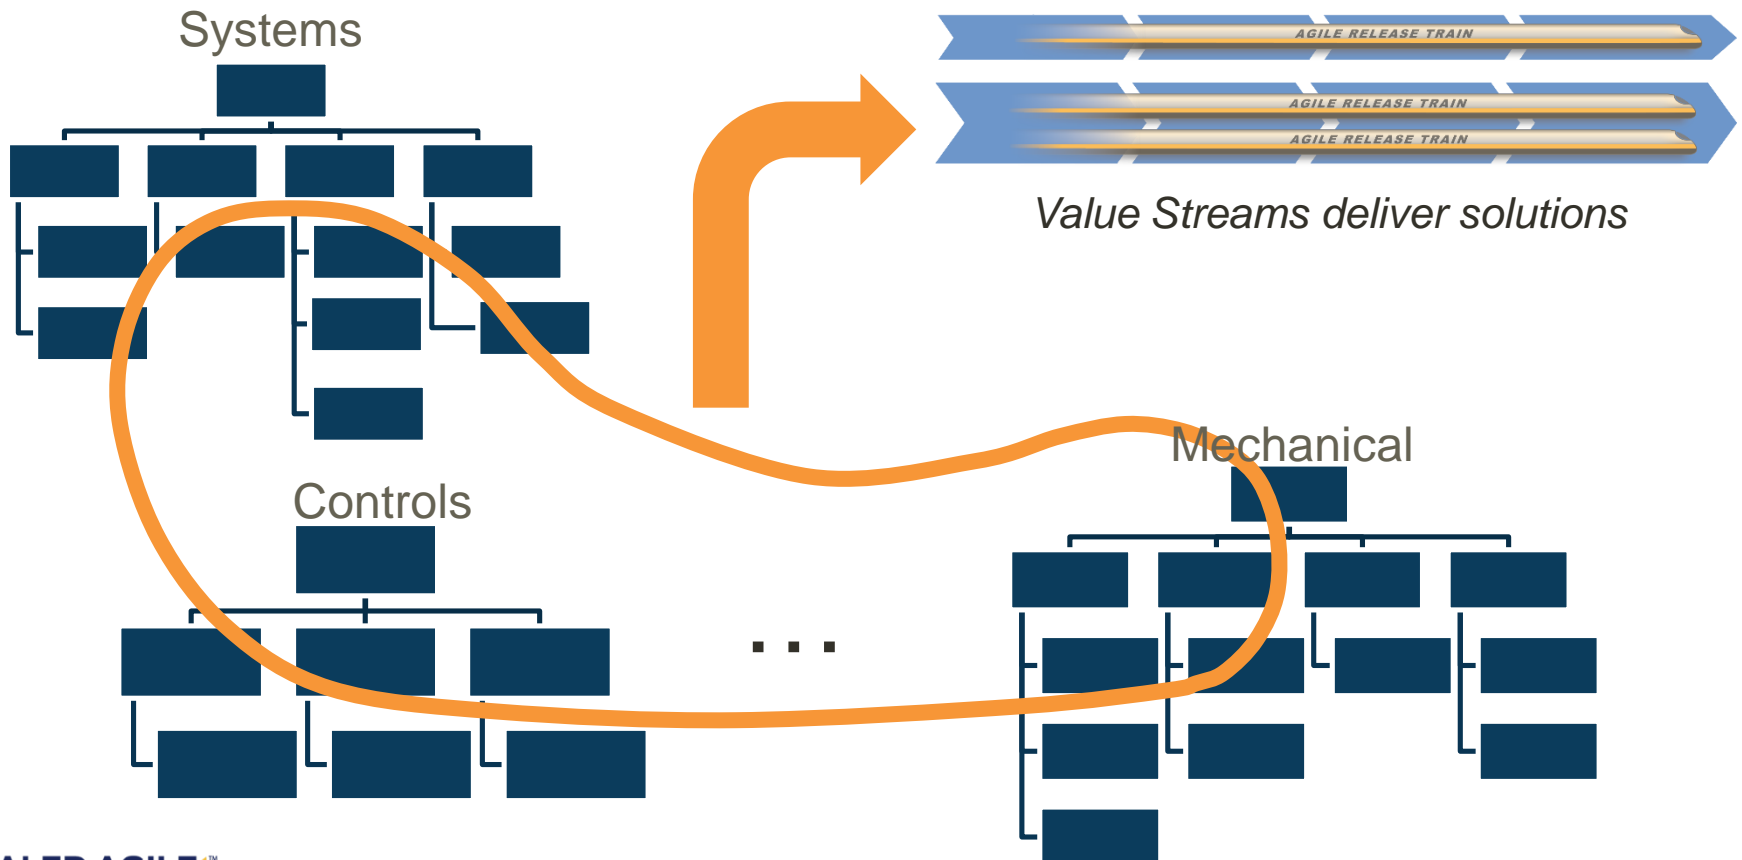 Systems
AGILE RELEASE TRAIN
AGILE RELEASE TRAIN
AGILE RELEASE TRAIN
Value Streams deliver solutions
Mechanical
Controls
. . .